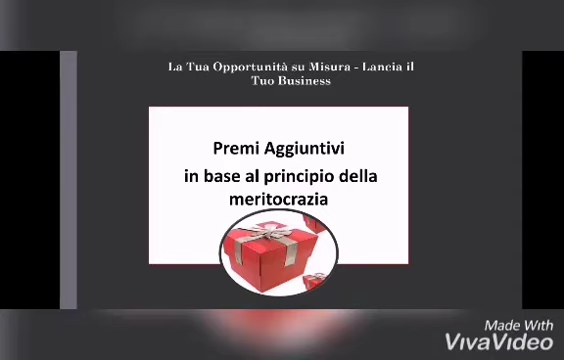 La Tua Opportunità su Misura - Lancia il
Tuo Business
Premi Aggiuntivi
in base al principio della
meritocrazia
Made With
VivaVideo